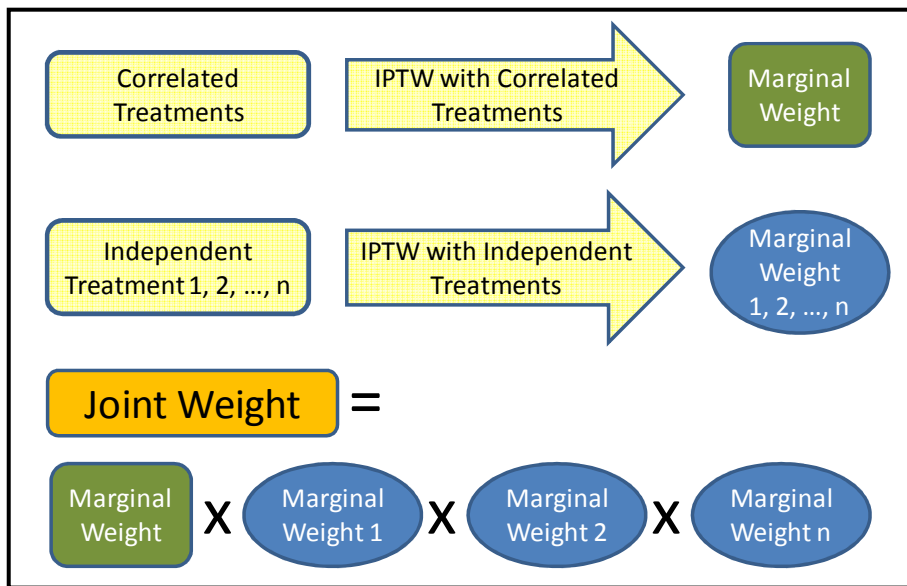 Correlated
Treatments
IPTW with Correlated
Treatments
Marginal
Weight
Independent
Treatment 1, 2, ..., n
IPTW with Independent
Treatments
Marginal
Weight
1, 2, ..., n
Joint Weight =
Marginal
Weight
X
Marginal
Weight 1
X
Marginal
Weight 2
X
Marginal
Weight n